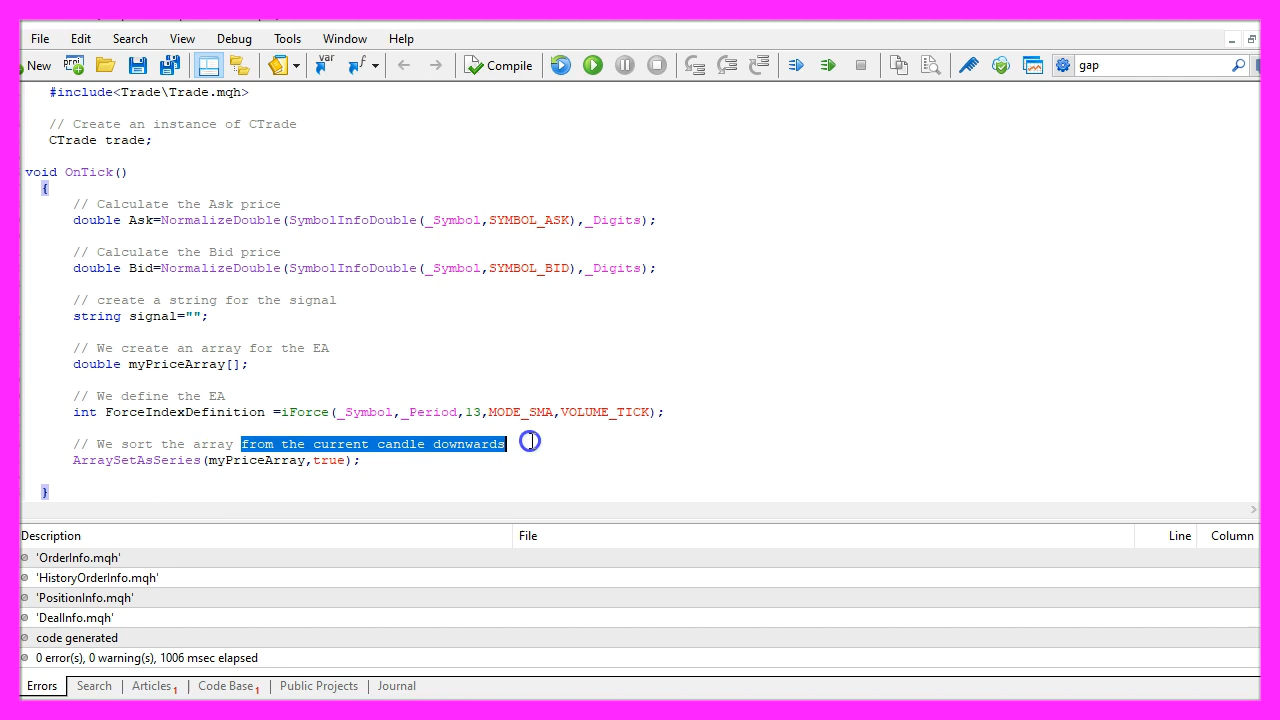 File Edit Search View Debug Tools Window Help
New Compile gap
#include<Trade\Trade.mqh>
// Create an instance of CTrade
CTrade trade;
void OnTick()
{
// Calculate the Ask price
double Ask=NormalizeDouble(SymbolInfoDouble(_Symbol,SYMBOL_ASK),_Digits);
// Calculate the Bid price
double Bid=NormalizeDouble(SymbolInfoDouble(_Symbol,SYMBOL_BID),_Digits);
// create a string for the signal
string signal="";
// We create an array for the EA
double myPriceArray[];
// We define the EA
int ForceIndexDefinition =iForce(_Symbol,_Period,13,MODE_SMA,VOLUME_TICK);
// We sort the array from the current candle downwards
ArraySetAsSeries(myPriceArray,true);
}
Description File Line Column
'OrderInfo.mqh'
'HistoryOrderInfo.mqh'
'PositionInfo.mqh'
'DealInfo.mqh'
code generated
0 error(s), 0 warning(s), 1006 msec elapsed
Errors Search Articles 1 Code Base 1 Public Projects Journal